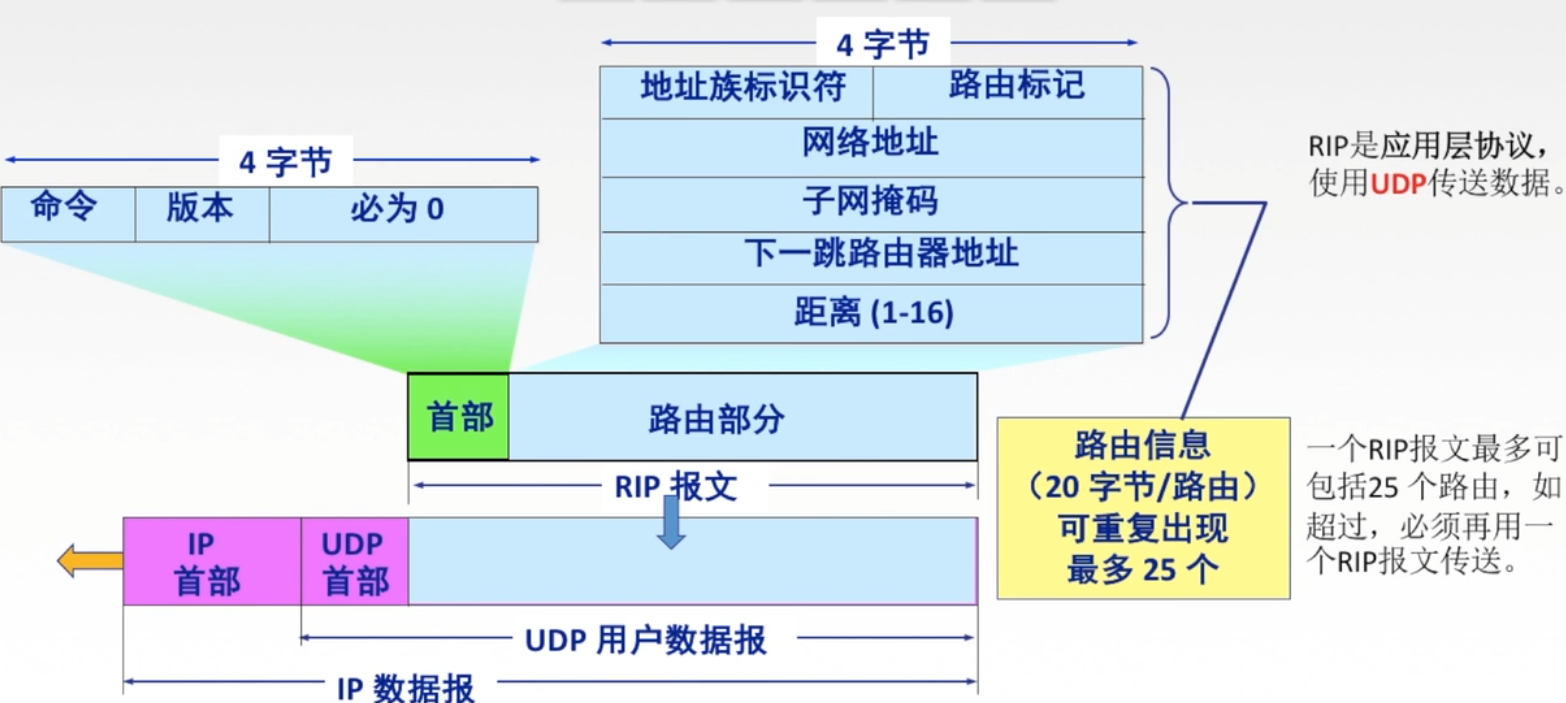 4 字节
地址族标识符
路由标记
网络地址
子网掩码
下一跳路由器地址
距离 (1-16)
4 字节
命令
版本
必为 0
RIP是应用层协议，
使用UDP传送数据。
首部
路由部分
RIP 报文
路由信息
（20 字节/路由）
可重复出现
最多 25 个
一个RIP报文最多可
包括25 个路由，如
超过，必须再用一
个RIP报文传送。
IP
首部
UDP
首部
UDP 用户数据报
IP 数据报